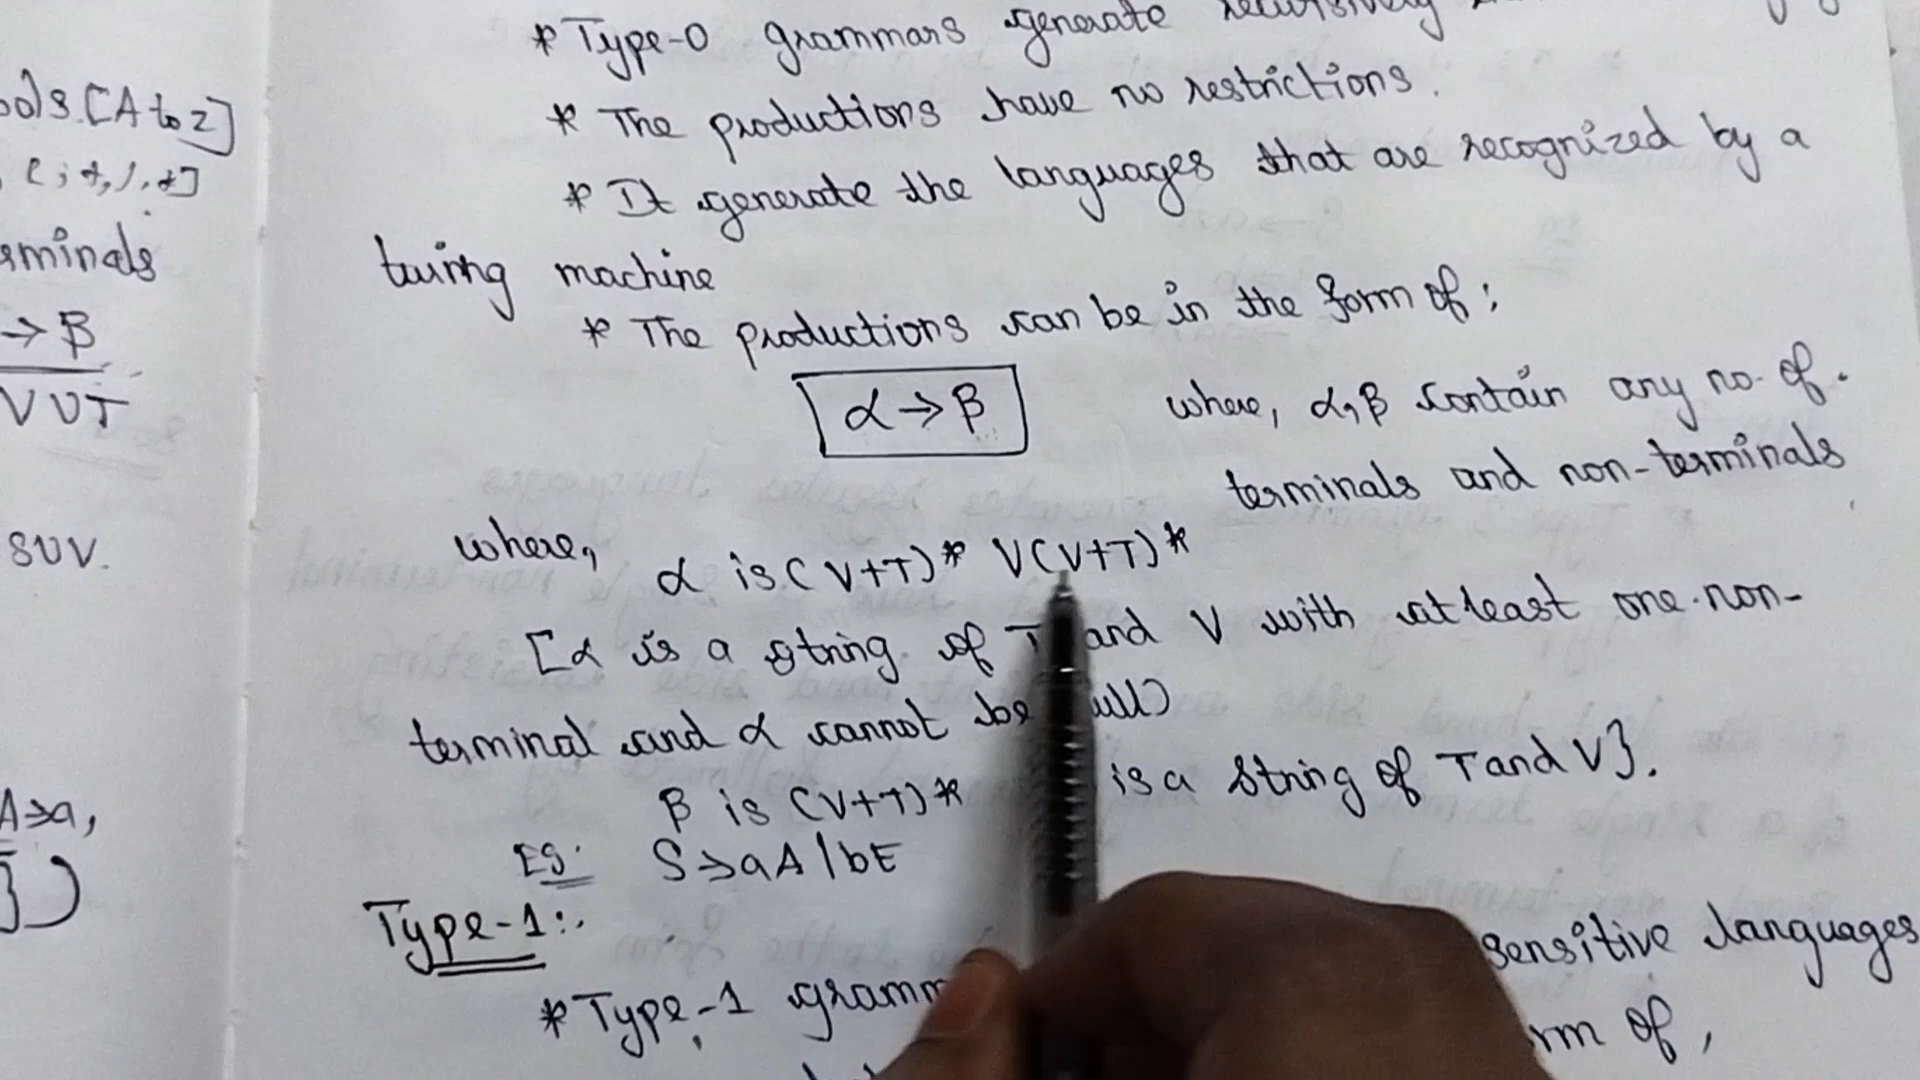 ools [A to Z]
erminals
→ β
V U T
SUV.
A→a,
* Type-0 grammars generate recursively
* The productions have no restrictions.
* It generate the languages that are recognized by a
turing machine
* The productions can be in the form of:
α → β where, α, β contain any no. of.
terminals and non-terminals
where, α is (V+T)* V(V+T)*
[α is a string of T and V with atleast one non-
terminal and α cannot be null)
β is (V+T)* is a string of T and V}.
Eg: S→aA/bE
Type-1:
* Type-1 gramm sensitive languages
rm of,